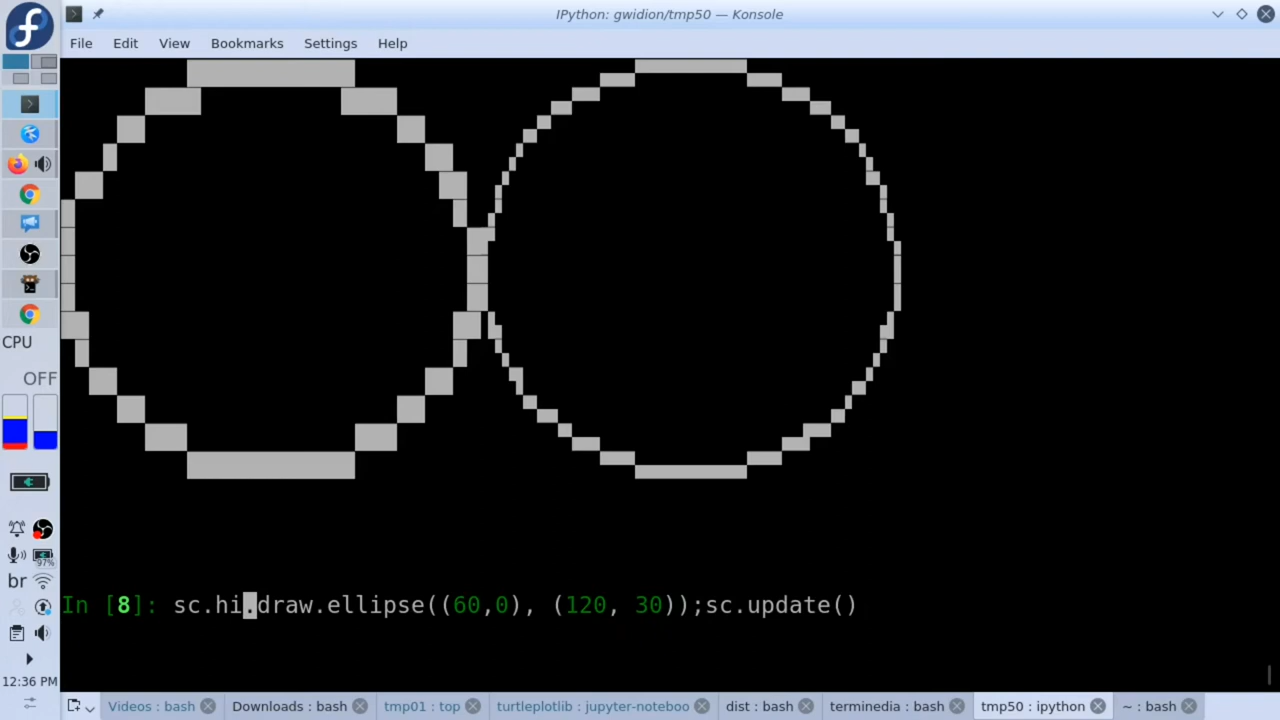 IPython: gwidion/tmp50 — Konsole
File Edit View Bookmarks Settings Help
CPU
OFF
97%
br
12:36 PM
In [8]: sc.hi.draw.ellipse((60,0), (120, 30));sc.update()
Videos : bash Downloads : bash tmp01 : top turtleplotlib : jupyter-noteboo dist : bash terminedia : bash tmp50 : ipython ~ : bash